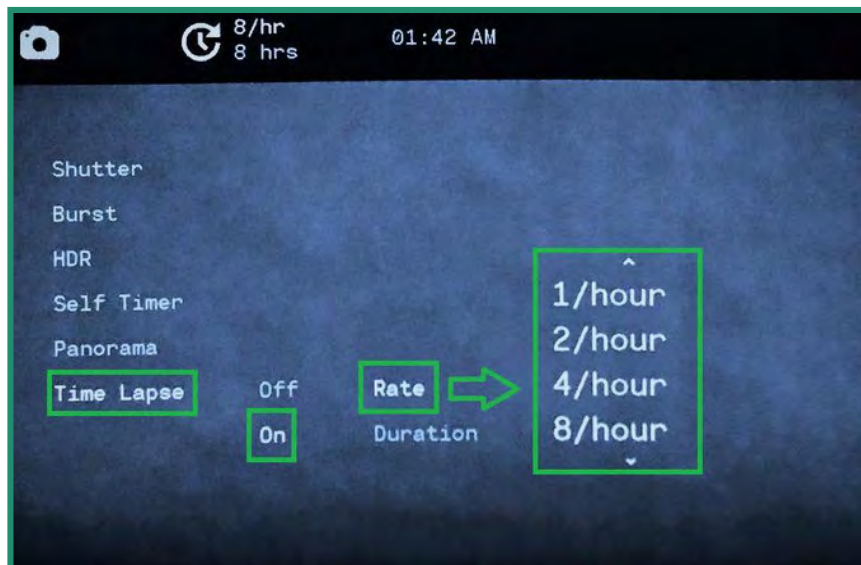 8/hr
8 hrs
01:42 AM
Shutter
Burst
HDR
Self Timer
Panorama
Time Lapse
Off
On
Rate
Duration
1/hour
2/hour
4/hour
8/hour